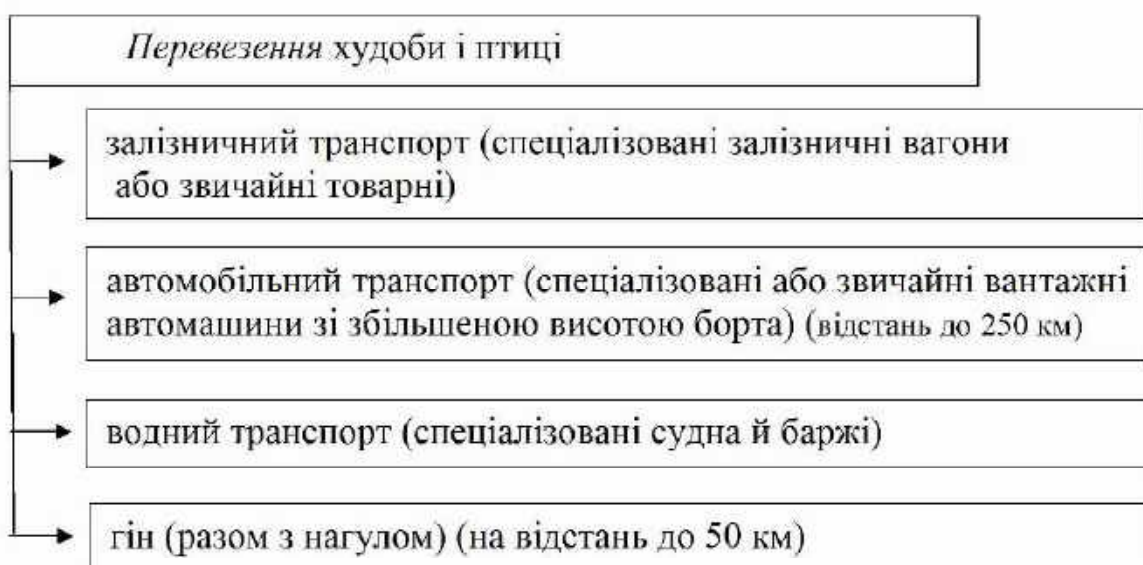 Перевезення худоби і птиці
залізничний транспорт (спеціалізовані залізничні вагони
або звичайні товарні)
автомобільний транспорт (спеціалізовані або звичайні вантажні
автомашини зі збільшеною висотою борта) (відстань до 250 км)
водний транспорт (спеціалізовані судна й баржі)
гін (разом з нагулом) (на відстань до 50 км)